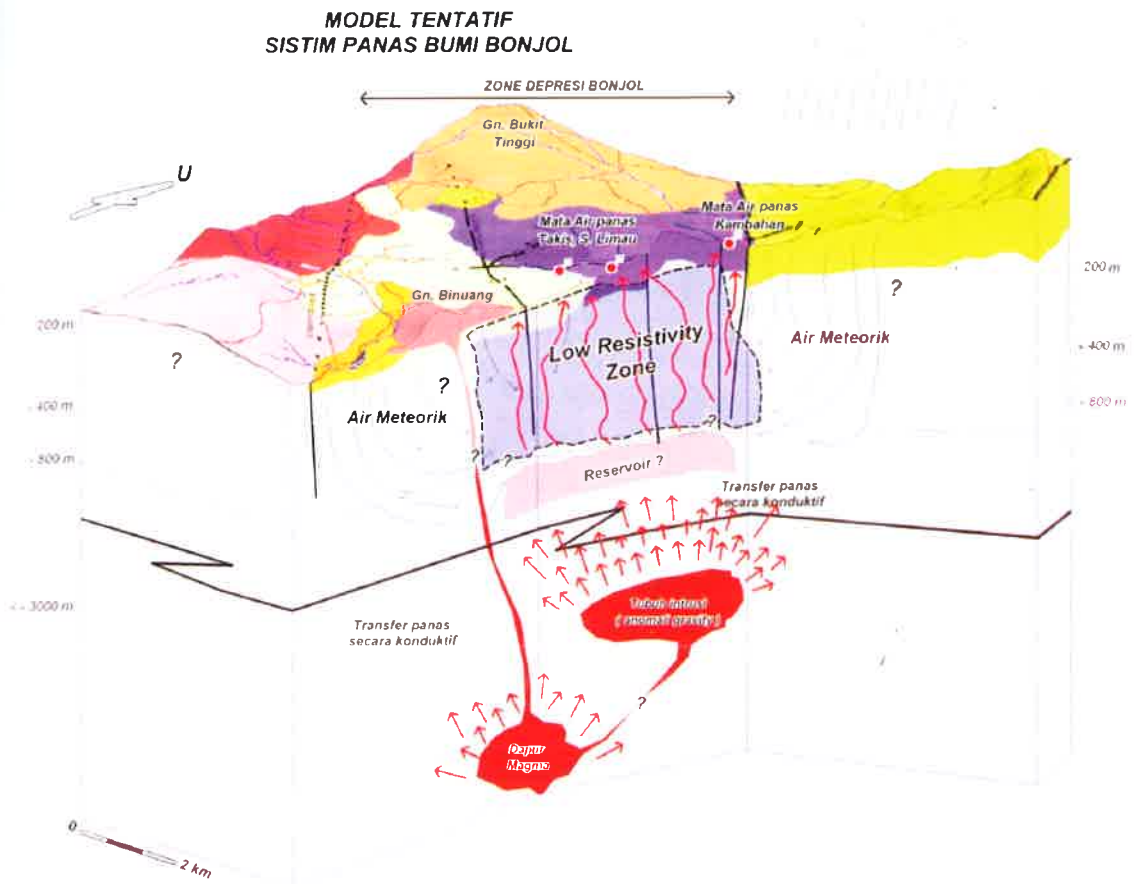 MODEL TENTATIF
SISTIM PANAS BUMI BONJOL
ZONE DEPRESI BONJOL
Gn. Bukit
Tinggi
U
Mata Air panas
Takis, S. Limau
Mata Air panas
Kambahan
200 m
?
Gn. Binuang
200 m
?
Low Resistivity
Zone
Air Meteorik
- 400 m
?
- 400 m
Air Meteorik
- 800 m
?
- 800 m
?
?
Reservoir ?
Transfer panas
secara konduktif
< - 3000 m
Tubuh intrusi
( anomali gravity )
Transfer panas
secara konduktif
?
Dapur
Magma
0
2 km